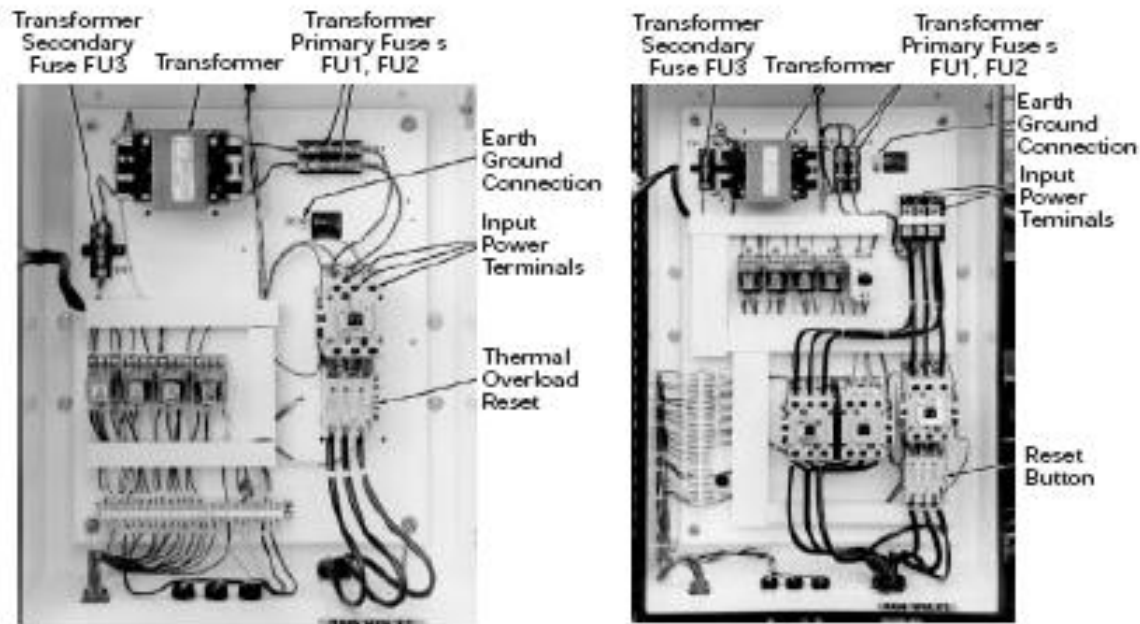 Transformer
Secondary
Fuse FU3
Transformer
Transformer
Primary Fuse s
FU1, FU2
Earth
Ground
Connection
Input
Power
Terminals
Thermal
Overload
Reset
Transformer
Secondary
Fuse FU3
Transformer
Transformer
Primary Fuse s
FU1, FU2
Earth
Ground
Connection
Input
Power
Teminals
Reset
Button